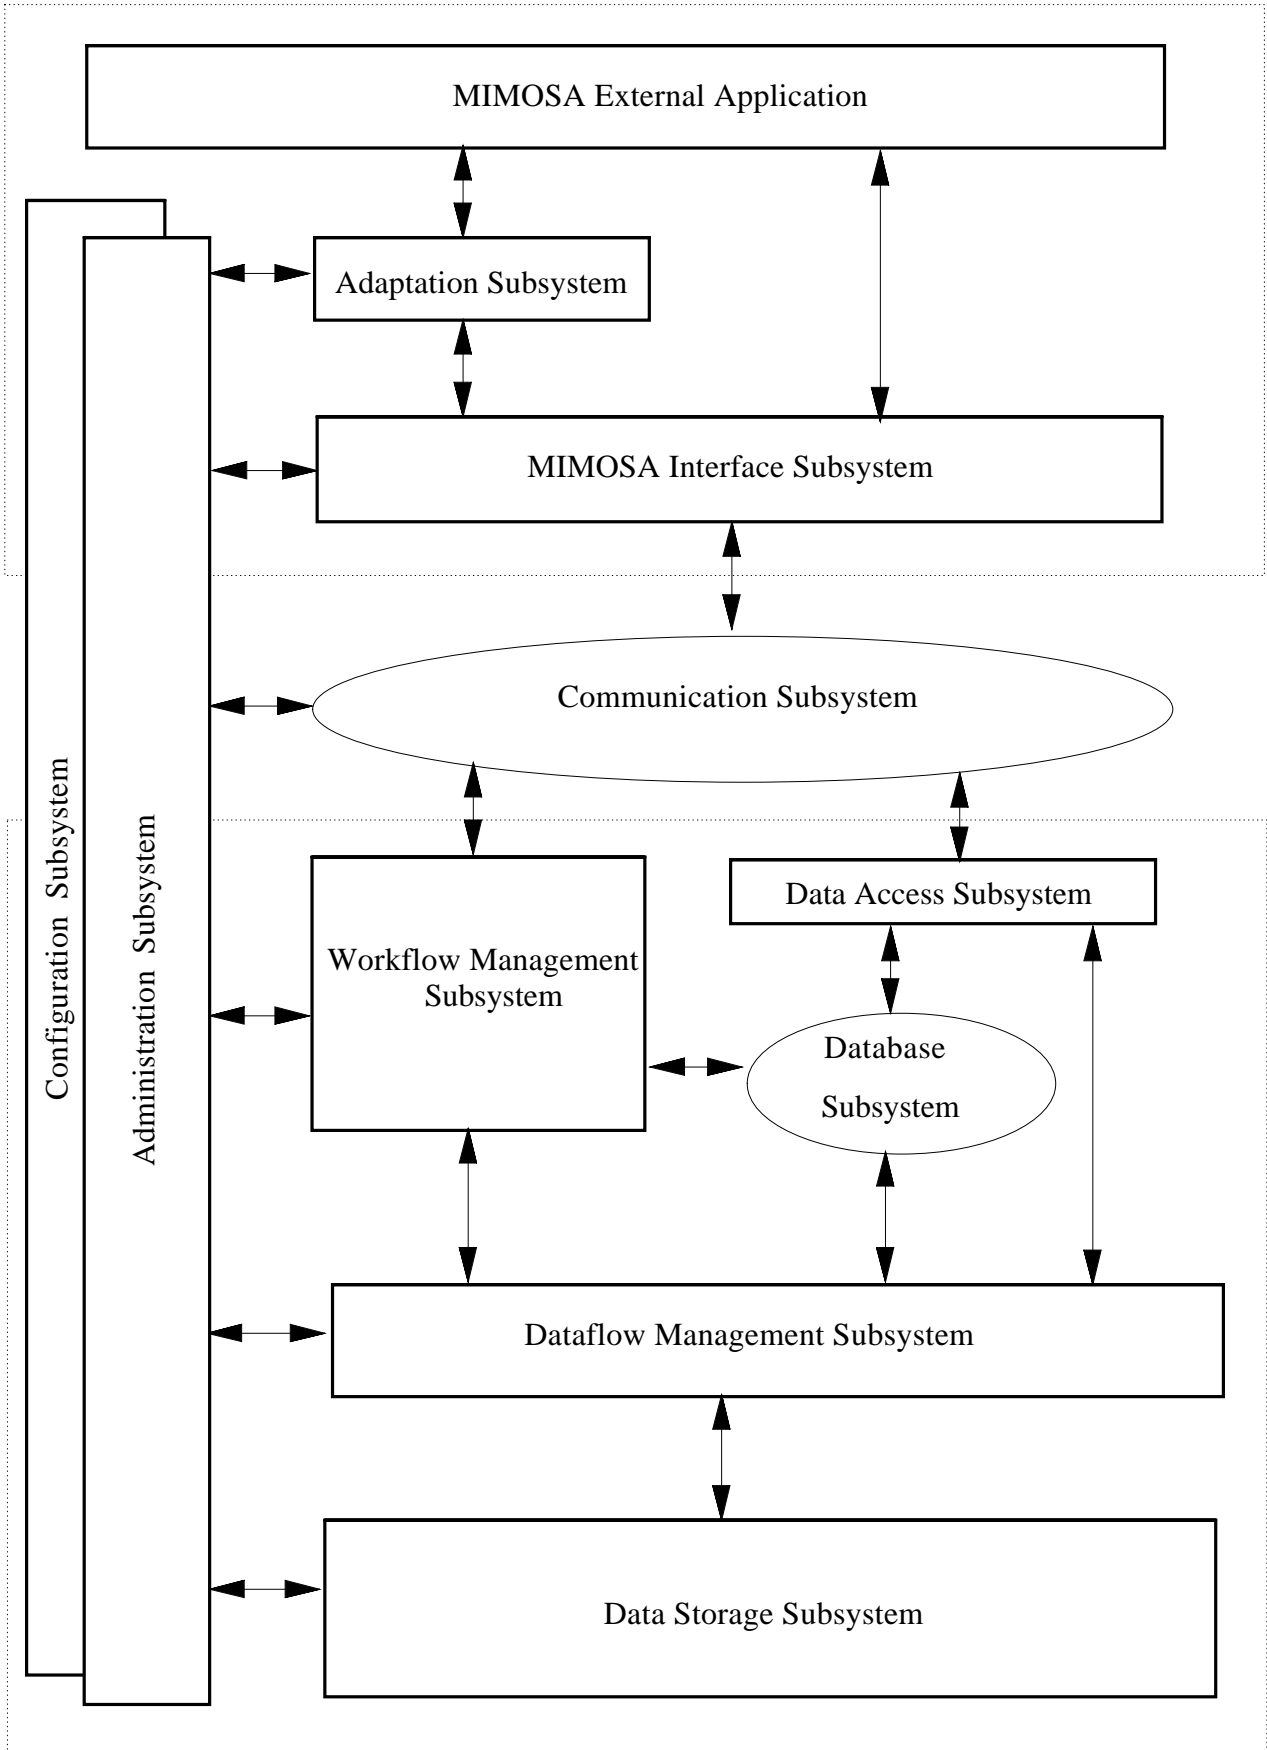 MIMOSA External Application
Adaptation Subsystem
MIMOSA Interface Subsystem
Communication Subsystem
Configuration Subsystem
Administration Subsystem
Data Access Subsystem
Workflow Management
Subsystem
Database
Subsystem
Dataflow Management Subsystem
Data Storage Subsystem